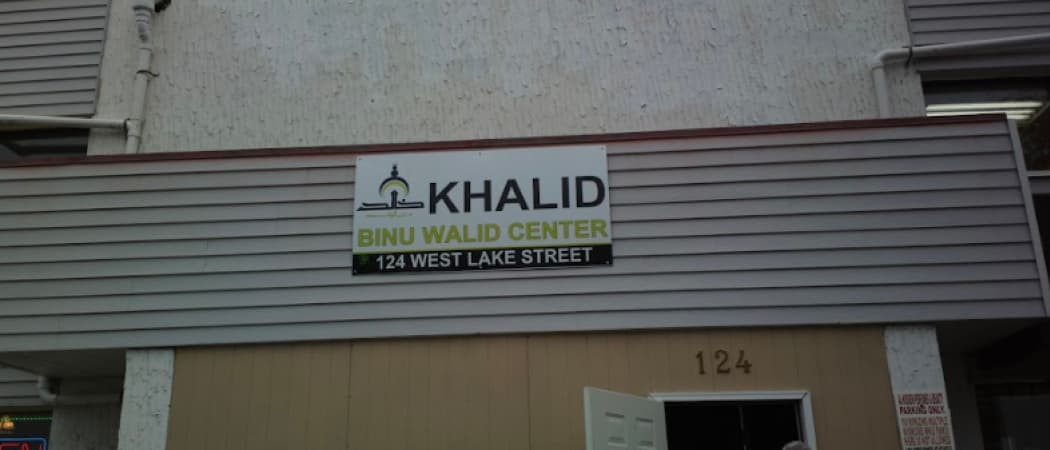 KHALID
BINU WALID CENTER
124 WEST LAKE STREET
124
PARKING ONLY.